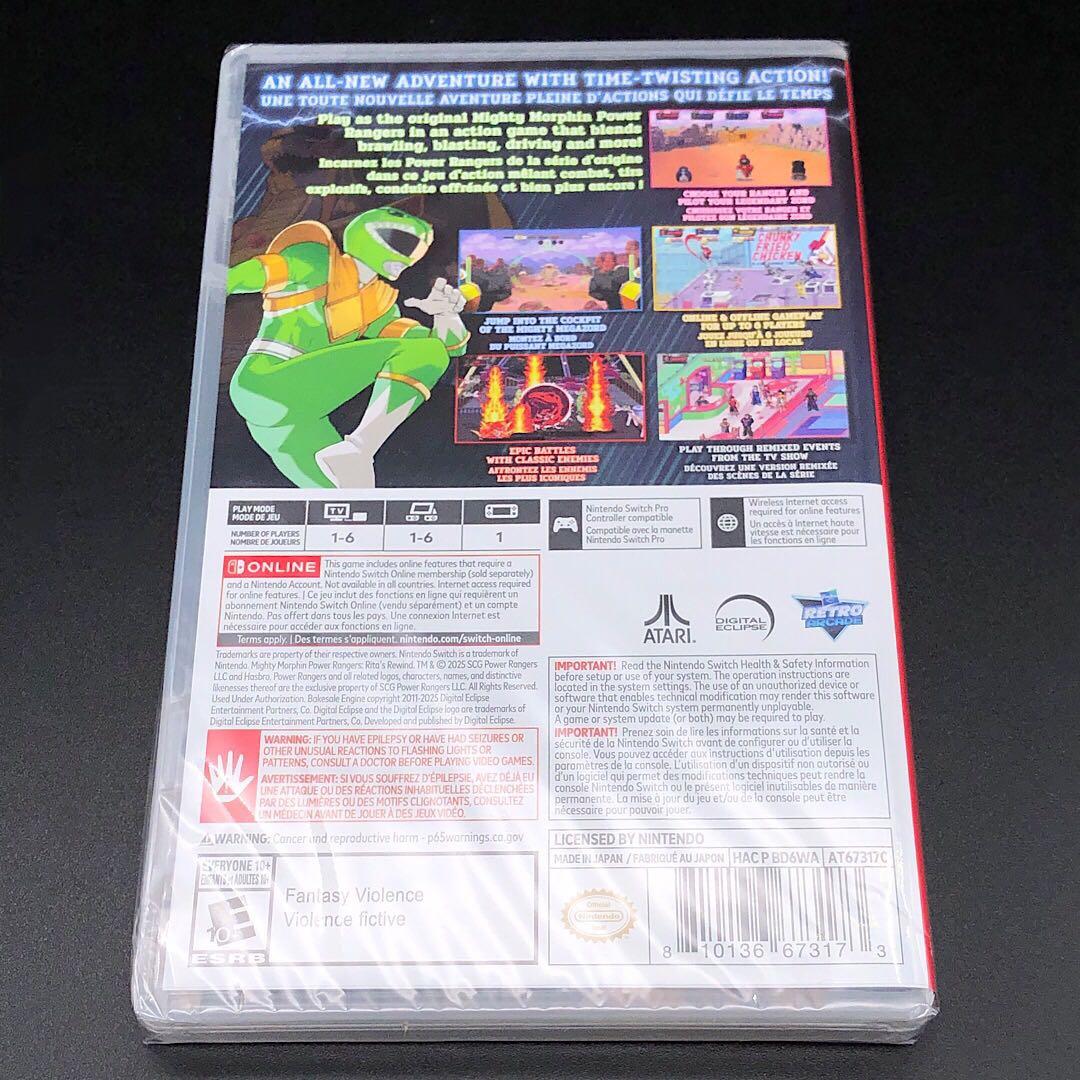 AN ALL-NEW ADVENTURE WITH TIME-TWISTING ACTION!
UNE TOUTE NOUVELLE AVENTURE PLEINE D'ACTIONS QUI DÉFIE LE TEMPS
Play as the original Mighty Morphin Power
Rangers in an action game that blends
brawling, blasting, driving and more!
Incarnez les Power Rangers de la série d'origine
dans ce jeu d'action mêlant combat, tirs
explosifs, conduite effrénée et bien plus encore !
CHOOSE YOUR RANGER AND
PILOT YOUR LEGENDARY ZORD
CHOISISSEZ VOTRE RANGER ET
PILOTEZ SON LÉGENDAIRE ZORD
CHUNKY
FRIED
CHICKEN
JUMP INTO THE COCKPIT
OF THE MIGHTY MEGAZORD
MONTEZ À BORD
DU PUISSANT MEGAZORD
ONLINE & OFFLINE GAMEPLAY
FOR UP TO 6 PLAYERS
JOUEZ JUSQU'À 6 JOUEURS
EN LIGNE OU EN LOCAL
EPIC BATTLES
WITH CLASSIC ENEMIES
AFFRONTEZ LES ENNEMIS
LES PLUS ICONIQUES
PLAY THROUGH REMIXED EVENTS
FROM THE TV SHOW
DÉCOUVREZ UNE VERSION REMIXÉE
DES SCÈNES DE LA SÉRIE
PLAY MODE
MODE DE JEU
TV
NUMBER OF PLAYERS
NOMBRE DE JOUEURS
1-6
1-6
1
Nintendo Switch Pro
Controller compatible
Compatible avec la manette
Nintendo Switch Pro
Wireless Internet access
required for online features
Un accès à Internet haute
vitesse est nécessaire pour
les fonctions en ligne
ONLINE
This game includes online features that require a
Nintendo Switch Online membership (sold separately)
and a Nintendo Account. Not available in all countries. Internet access required
for online features. | Ce jeu inclut des fonctions en ligne qui requièrent un
abonnement Nintendo Switch Online (vendu séparément) et un compte
Nintendo. Pas offert dans tous les pays. Une connexion Internet est
nécessaire pour accéder aux fonctions en ligne.
Terms apply. | Des termes s'appliquent. nintendo.com/switch-online
ATARI
DIGITAL
ECLIPSE
RETRO
ARCADE
Trademarks are property of their respective owners. Nintendo Switch is a trademark of
Nintendo. Mighty Morphin Power Rangers: Rita's Rewind. TM & © 2025 SCG Power Rangers
LLC and Hasbro. Power Rangers and all related logos, characters, names, and distinctive
likenesses thereof are the exclusive property of SCG Power Rangers LLC. All Rights Reserved.
Used Under Authorization. Bakesale Engine copyright 2011-2025 Digital Eclipse
Entertainment Partners, Co. Digital Eclipse and the Digital Eclipse logo are trademarks of
Digital Eclipse Entertainment Partners, Co. Developed and published by Digital Eclipse.
IMPORTANT! Read the Nintendo Switch Health & Safety Information
before setup or use of your system. The operation instructions are
located in the system settings. The use of an unauthorized device or
software that enables technical modification may render this software
or your Nintendo Switch system permanently unplayable.
A game or system update (or both) may be required to play.
IMPORTANT! Prenez soin de lire les informations sur la santé et la
sécurité de la Nintendo Switch avant de configurer ou d'utiliser la
console. Vous pouvez accéder aux instructions d'utilisation depuis les
paramètres de la console. L'utilisation d'un dispositif non autorisé ou
d'un logiciel qui permet des modifications techniques peut rendre la
console Nintendo Switch ou le présent logiciel inutilisables de manière
permanente. La mise à jour du jeu et/ou de la console peut être
nécessaire pour pouvoir jouer.
WARNING: IF YOU HAVE EPILEPSY OR HAVE HAD SEIZURES OR
OTHER UNUSUAL REACTIONS TO FLASHING LIGHTS OR
PATTERNS, CONSULT A DOCTOR BEFORE PLAYING VIDEO GAMES.
AVERTISSEMENT: SI VOUS SOUFFREZ D'ÉPILEPSIE, AVEZ DÉJÀ EU
UNE ATTAQUE OU DES RÉACTIONS INHABITUELLES DÉCLENCHÉES
PAR DES LUMIÈRES OU DES MOTIFS CLIGNOTANTS, CONSULTEZ
UN MÉDECIN AVANT DE JOUER À DES JEUX VIDÉO.
WARNING: Cancer and reproductive harm - p65warnings.ca.gov
LICENSED BY NINTENDO
MADE IN JAPAN / FABRIQUÉ AU JAPON
HAC P BD6WA
AT67317C
EVERYONE 10+
ENFANTS et ADULTES 10+
E
10+
ESRB
Fantasy Violence
Violence fictive
Official
Nintendo
Seal
8 10136 67317 3